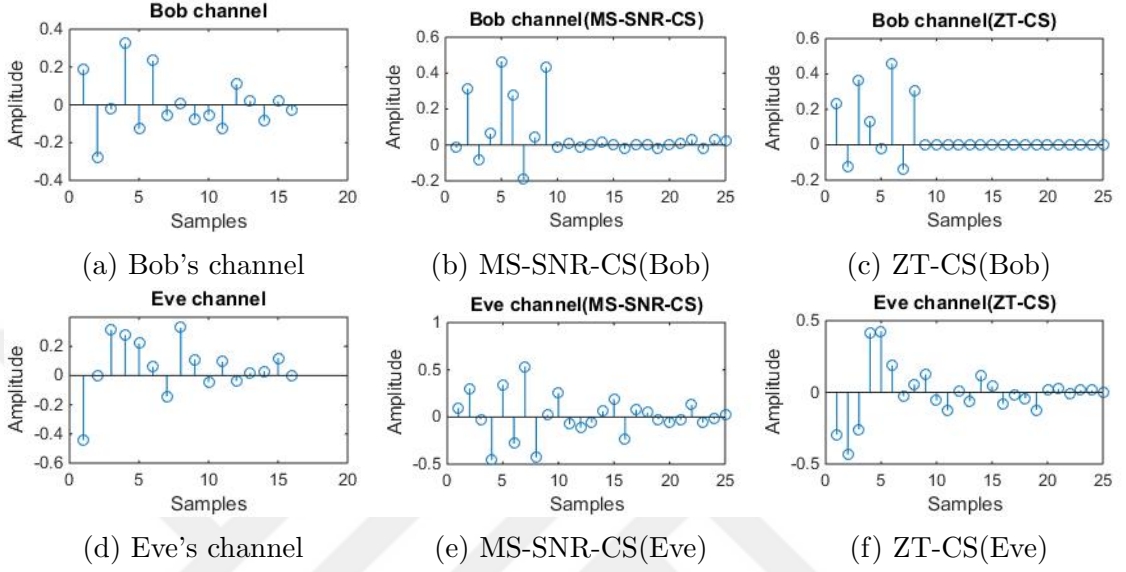 Bob channel
0.4
0.2
0
-0.2
-0.4
Amplitude
0 5 10 15 20
Samples
(a) Bob's channel
Bob channel(MS-SNR-CS)
0.6
0.4
0.2
0
-0.2
Amplitude
0 5 10 15 20 25
Samples
(b) MS-SNR-CS(Bob)
Bob channel(ZT-CS)
0.6
0.4
0.2
0
-0.2
Amplitude
0 5 10 15 20 25
Samples
(c) ZT-CS(Bob)
Eve channel
0.2
0
-0.2
-0.4
-0.6
Amplitude
0 5 10 15 20
Samples
(d) Eve's channel
Eve channel(MS-SNR-CS)
1
0.5
0
-0.5
Amplitude
0 5 10 15 20 25
Samples
(e) MS-SNR-CS(Eve)
Eve channel(ZT-CS)
0.5
0
-0.5
Amplitude
0 5 10 15 20 25
Samples
(f) ZT-CS(Eve)